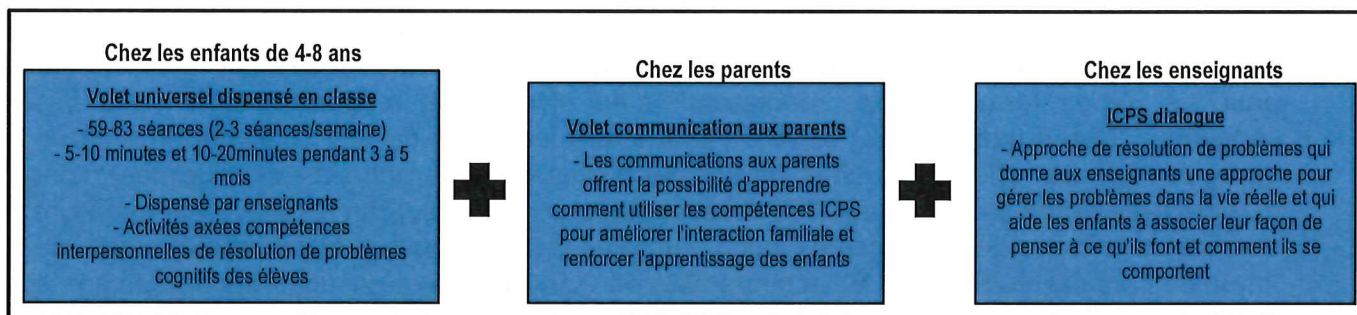 Chez les enfants de 4-8 ans
Volet universel dispensé en classe
- 59-83 séances (2-3 séances/semaine)
- 5-10 minutes et 10-20minutes pendant 3 à 5
mois
- Dispensé par enseignants
- Activités axées compétences
interpersonnelles de résolution de problèmes
cognitifs des élèves
Chez les parents
Volet communication aux parents
- Les communications aux parents
offrent la possibilité d'apprendre
comment utiliser les compétences ICPS
pour améliorer l'interaction familiale et
renforcer l'apprentissage des enfants
Chez les enseignants
ICPS dialogue
- Approche de résolution de problèmes qui
donne aux enseignants une approche pour
gérer les problèmes dans la vie réelle et qui
aide les enfants à associer leur façon de
penser à ce qu'ils font et comment ils se
comportent